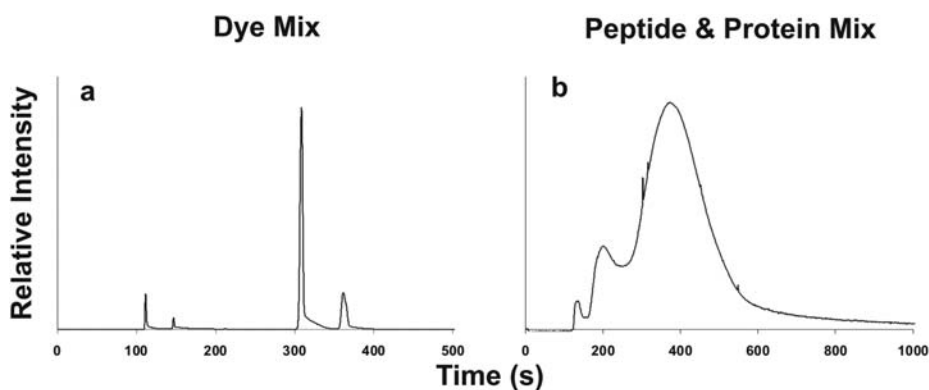 Dye Mix
Peptide & Protein Mix
Relative Intensity
a
b
0 100 200 300 400 500
0 200 400 600 800 1000
Time (s)